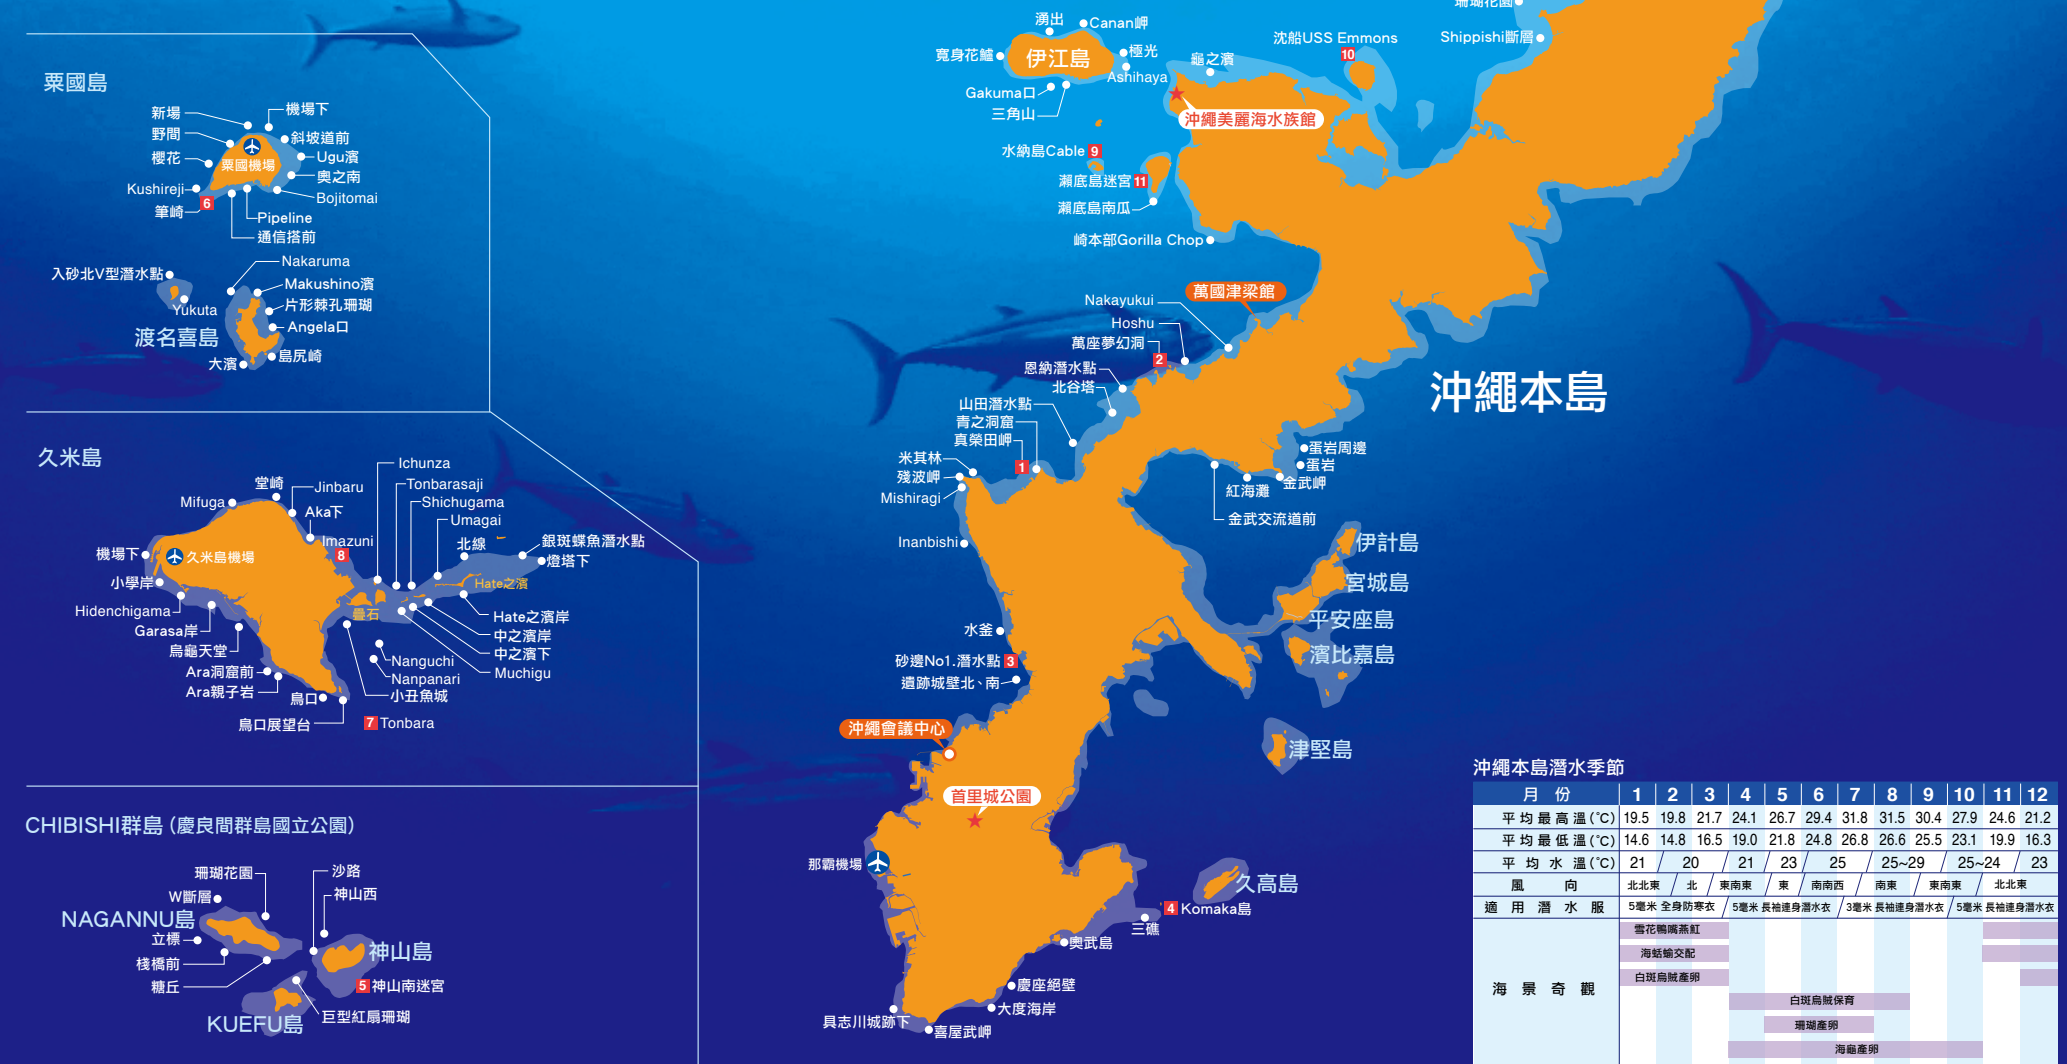 粟國島
新場
機場下
野間
斜坡道前
櫻花
粟國機場
Ugu濱
奧之南
Kushireji
Bojitomai
筆崎
6
Pipeline
通信搭前
入砂北V型潛水點
Nakaruma
Makushino濱
片形棘孔珊瑚
Yukuta
渡名喜島
Angela口
島尻崎
大濱
久米島
Ichunza
堂崎
Jinbaru
Tonbarasaji
Mifuga
Aka下
Shichugama
Umagai
Imazuni
8
北線
銀斑蝶魚潛水點
機場下
久米島機場
燈塔下
小學岸
Hate之濱
Hidenchigama
疊石
Hate之濱岸
Garasa岸
中之濱岸
烏龜天堂
中之濱下
Nanguchi
Ara洞窟前
Nanpanari
Muchigu
Ara親子岩
鳥口
小丑魚城
鳥口展望台
7
Tonbara
CHIBISHI群島（慶良間群島國立公園）
珊瑚花園
沙路
W斷層
神山西
NAGANNU島
立標
神山島
棧橋前
糖丘
5
神山南迷宮
KUEFU島
巨型紅扇珊瑚
湧出
Canan岬
寬身花鱸
伊江島
極光
Ashihaya
Gakuma口
三角山
龜之濱
沈船USS Emmons
10
珊瑚花園
Shippishi斷層
沖繩美麗海水族館
水納島Cable
9
瀨底島迷宮
11
瀨底島南瓜
崎本部Gorilla Chop
萬國津梁館
Nakayukui
Hoshu
萬座夢幻洞
2
恩納潛水點
北谷塔
沖繩本島
山田潛水點
青之洞窟
真榮田岬
1
米其林
殘波岬
Mishiragi
蛋岩周邊
蛋岩
金武岬
紅海灘
金武交流道前
Inanbishi
伊計島
宮城島
平安座島
濱比嘉島
水釜
砂邊No1.潛水點
3
遺跡城壁北、南
沖繩會議中心
津堅島
首里城公園
那霸機場
久高島
4
Komaka島
三礁
奧武島
慶座絕壁
大度海岸
具志川城跡下
喜屋武岬
沖繩本島潛水季節
月份 1 2 3 4 5 6 7 8 9 10 11 12
平均最高溫(℃) 19.5 19.8 21.7 24.1 26.7 29.4 31.8 31.5 30.4 27.9 24.6 21.2
平均最低溫(℃) 14.6 14.8 16.5 19.0 21.8 24.8 26.8 26.6 25.5 23.1 19.9 16.3
平均水溫(℃) 21 20 21 23 25 25~29 25~24 23
風向 北北東 北 東南東 東 南南西 南東 東南東 北北東
適用潛水服 5毫米 全身防寒衣 5毫米 長袖連身潛水衣 3毫米 長袖連身潛水衣 5毫米 長袖連身潛水衣
海景奇觀
雪花鴨嘴燕魟
海蛞蝓交配
白斑烏賊產卵
白斑烏賊保育
珊瑚產卵
海龜產卵